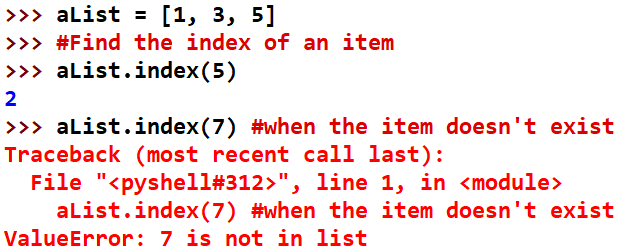 >>> aList = [1, 3, 5]
>>> #Find the index of an item
>>> aList.index(5)
2
>>> aList.index(7) #when the item doesn't exist
Traceback (most recent call last):
  File "<pyshell#312>", line 1, in <module>
    aList.index(7) #when the item doesn't exist
ValueError: 7 is not in list